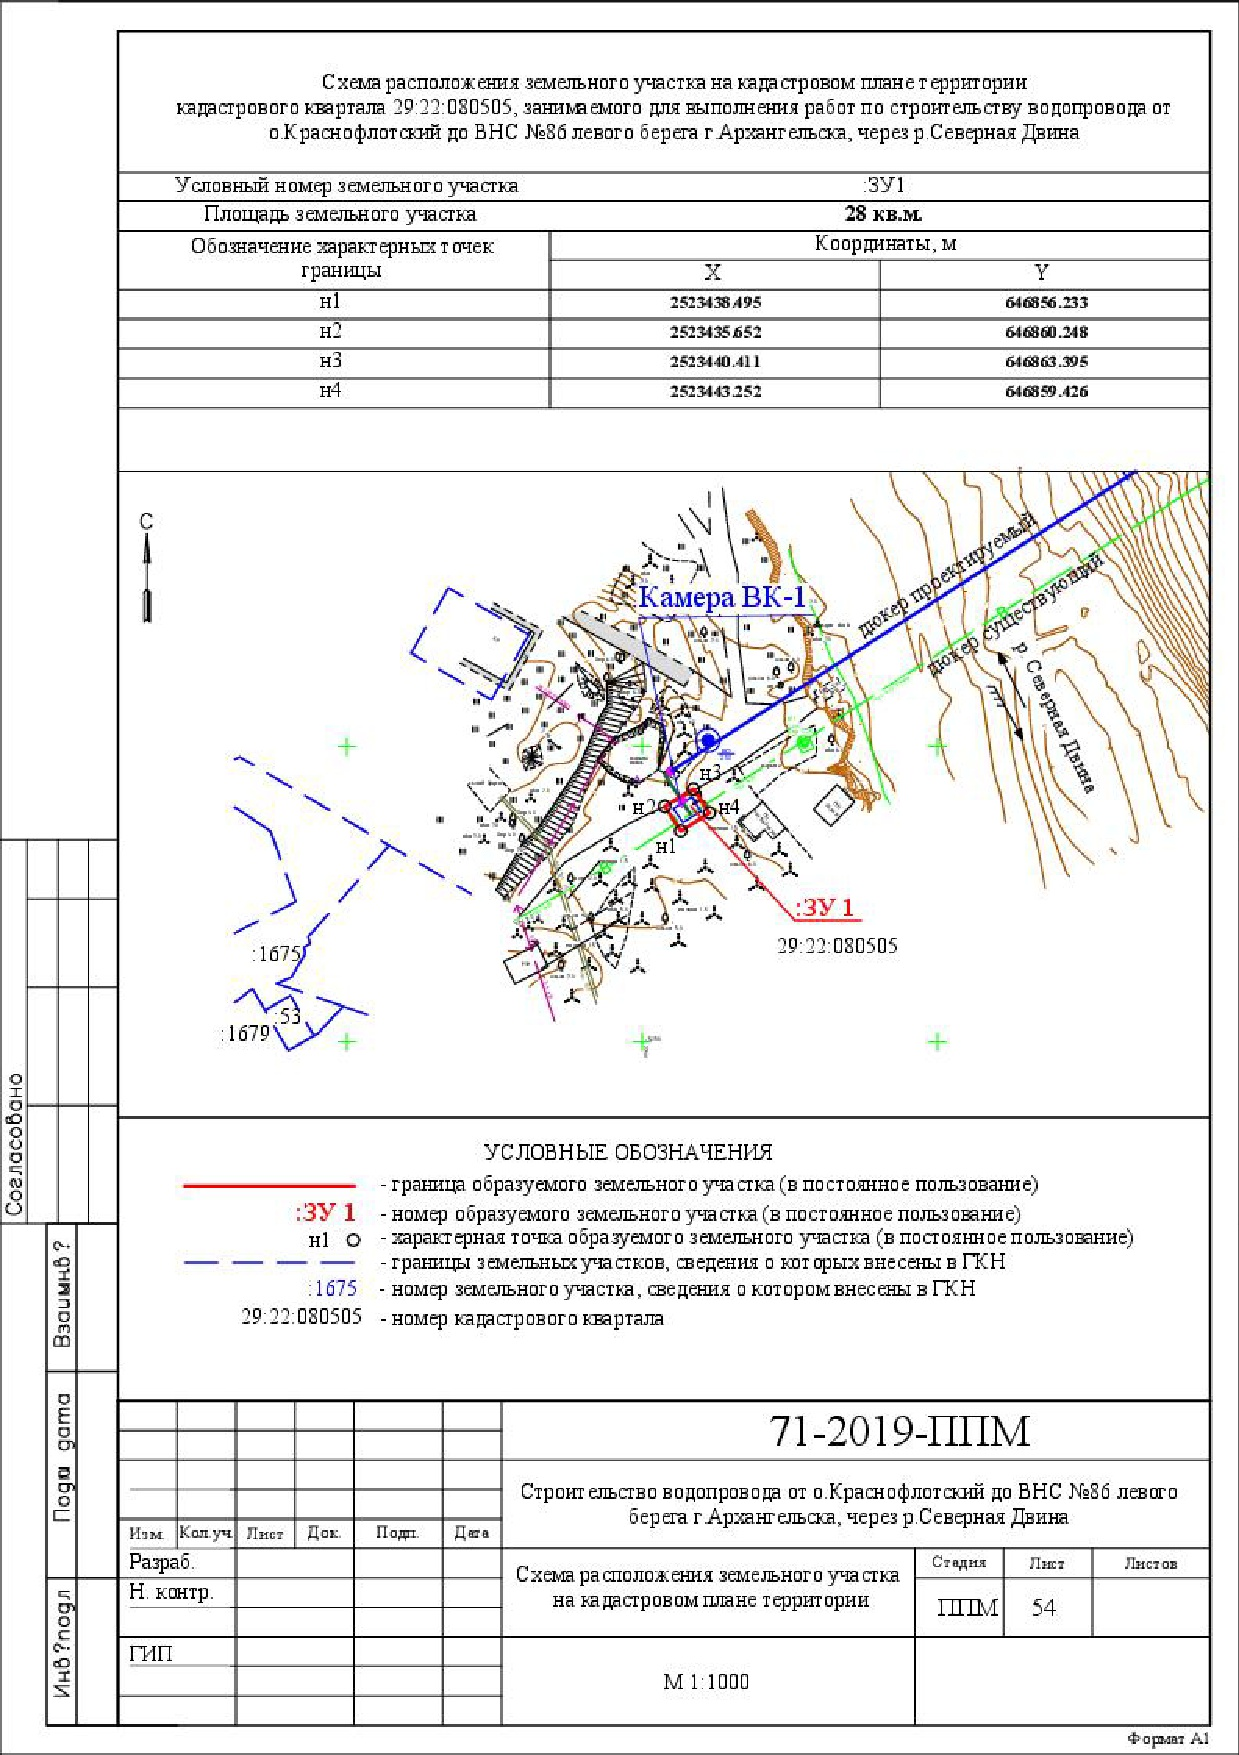 Схема расположения земельного участка на кадастровом плане территории
кадастрового квартала 29:22:080505, занимаемого для выполнения работ по строительству водопровода от
о.Краснофлотский до ВНС №86 левого берега г.Архангельска, через р.Северная Двина
Условный номер земельного участка :ЗУ1
Площадь земельного участка 28 кв.м.
Обозначение характерных точек
границы
Координаты, м
X Y
н1 2523438.495 646856.233
н2 2523435.652 646860.248
н3 2523440.411 646863.395
н4 2523443.252 646859.426
С
Камера ВК-1
дюкер проектируемый
дюкер существующий
р. Северная Двина
н3
н2
н4
н1
:ЗУ 1
29:22:080505
:1675
:53
:1679
УСЛОВНЫЕ ОБОЗНАЧЕНИЯ
- граница образуемого земельного участка (в постоянное пользование)
:ЗУ 1 - номер образуемого земельного участка (в постоянное пользование)
н1 - характерная точка образуемого земельного участка (в постоянное пользование)
- границы земельных участков, сведения о которых внесены в ГКН
:1675 - номер земельного участка, сведения о котором внесены в ГКН
29:22:080505 - номер кадастрового квартала
Согласовано
Взаим.инв?
Подп дата
Инв?подл
71-2019-ППМ
Строительство водопровода от о.Краснофлотский до ВНС №86 левого
берега г.Архангельска, через р.Северная Двина
Изм. Кол.уч. Лист Док. Подп. Дата
Разраб.
Н. контр.
ГИП
Схема расположения земельного участка
на кадастровом плане территории
Стадия Лист Листов
ППМ 54
М 1:1000
Формат А1